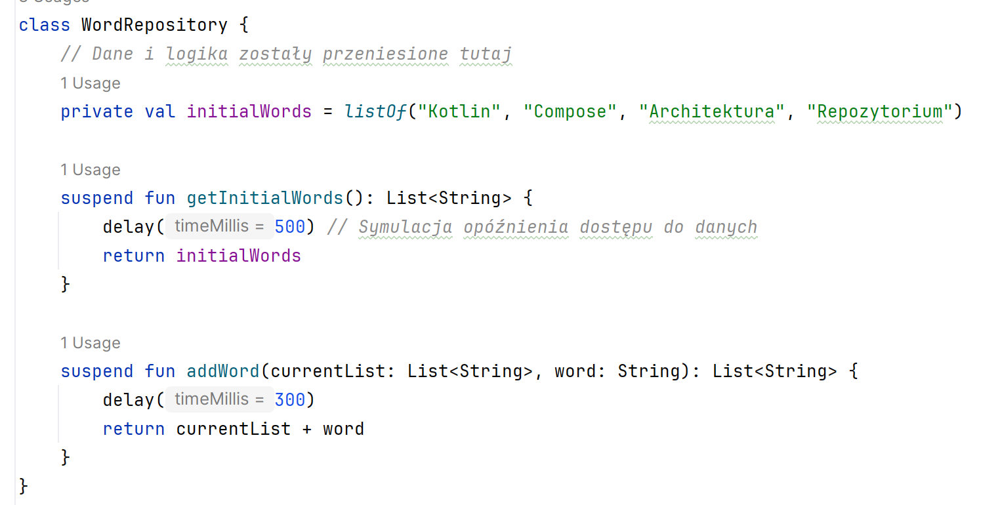 Usages
class WordRepository {
// Dane i logika zostały przeniesione tutaj
1 Usage
private val initialWords = listOf("Kotlin", "Compose", "Architektura", "Repozytorium")
1 Usage
suspend fun getInitialWords(): List<String> {
delay( timeMillis = 500) // Symulacja opóźnienia dostępu do danych
return initialWords
}
1 Usage
suspend fun addWord(currentList: List<String>, word: String): List<String> {
delay( timeMillis = 300)
return currentList + word
}
}